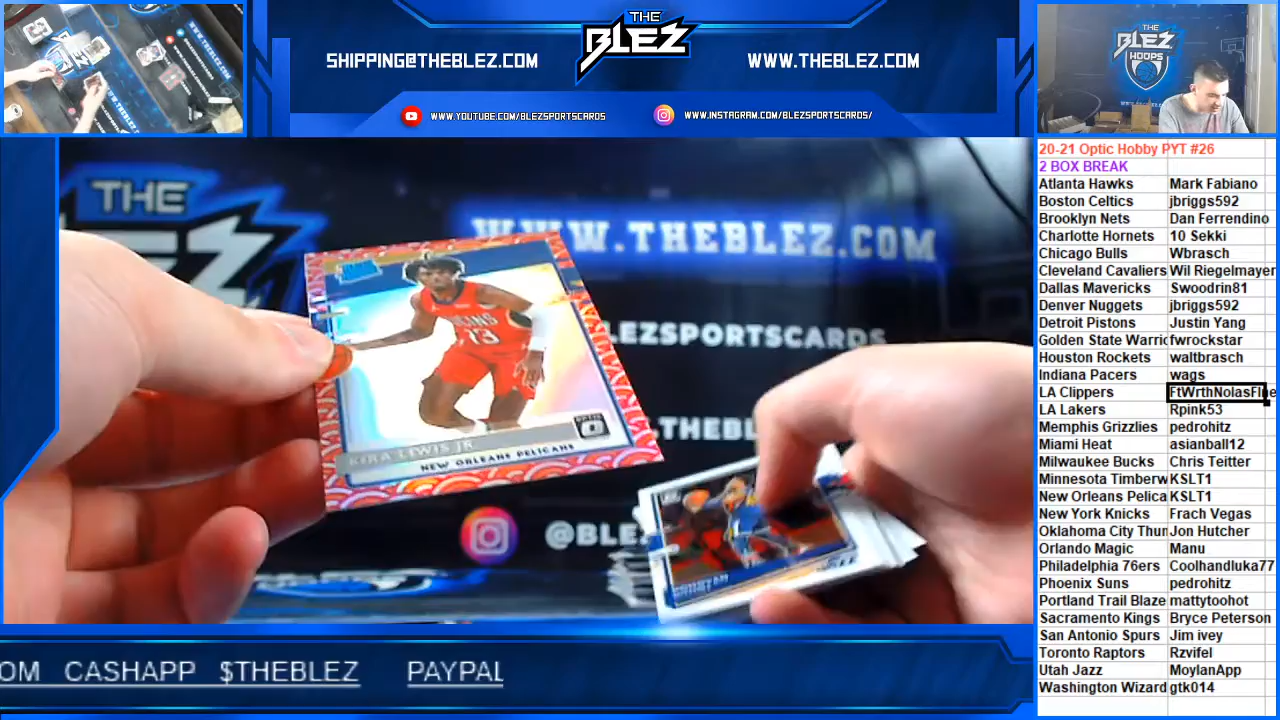 SHIPPING@THEBLEZ.COM
THE
BLEZ
WWW.THEBLEZ.COM
WWW.YOUTUBE.COM/BLEZSPORTSCARDS
WWW.INSTAGRAM.COM/BLEZSPORTSCARDS/
THE
BLEZ
HOOPS
THE
WWW.THEBLEZ.COM
LEZSPORTSCARDS
THEBL
@BLE
13
KIRA LEWIS JR
NEW ORLEANS PELICANS
OPTIC
20-21 Optic Hobby PYT #26
2 BOX BREAK
Atlanta Hawks Mark Fabiano
Boston Celtics jbriggs592
Brooklyn Nets Dan Ferrendino
Charlotte Hornets 10 Sekki
Chicago Bulls Wbrasch
Cleveland Cavaliers Wil Riegelmayer
Dallas Mavericks Swoodrin81
Denver Nuggets jbriggs592
Detroit Pistons Justin Yang
Golden State Warric fwrockstar
Houston Rockets waltbrasch
Indiana Pacers wags
LA Clippers FtWrthNolasFine
LA Lakers Rpink53
Memphis Grizzlies pedrohitz
Miami Heat asianball12
Milwaukee Bucks Chris Teitter
Minnesota Timberw KSLT1
New Orleans Pelica KSLT1
New York Knicks Frach Vegas
Oklahoma City Thun Jon Hutcher
Orlando Magic Manu
Philadelphia 76ers Coolhandluka77
Phoenix Suns pedrohitz
Portland Trail Blaze mattytoohot
Sacramento Kings Bryce Peterson
San Antonio Spurs Jim ivey
Toronto Raptors Rzvifel
Utah Jazz MoylanApp
Washington Wizard gtk014
OM CASHAPP $THEBLEZ PAYPAL